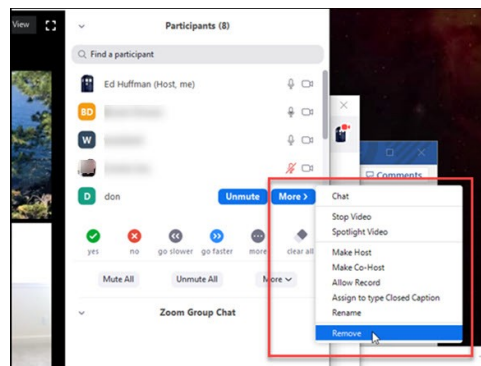 View
Participants (8)
Find a participant
Ed Huffman (Host, me)
BD
W
D don Unmute More >
yes no go slower go faster more clear all
Mute All Unmute All More
Zoom Group Chat
Comments
Chat
Stop Video
Spotlight Video
Make Host
Make Co-Host
Allow Record
Assign to type Closed Caption
Rename
Remove